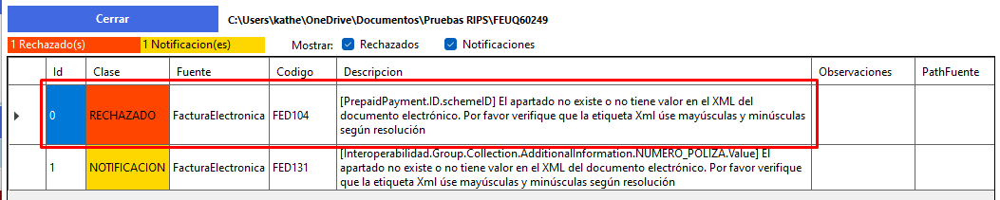 Cerrar
C:\Users\kathe\OneDrive\Documentos\Pruebas RIPS\FEUQ60249
1 Rechazado(s) 1 Notificacion(es) Mostrar: Rechazados Notificaciones
Id Clase Fuente Codigo Descripcion Observaciones PathFuente
[PrepaidPayment.ID.schemeID] El apartado no existe o no tiene valor en el XML del
0 RECHAZADO FacturaElectronica FED104 documento electrónico. Por favor verifique que la etiqueta Xml úse mayúsculas y minúsculas
según resolución
[Interoperabilidad.Group.Collection.AdditionalInformation.NUMERO_POLIZA.Value] El
1 NOTIFICACION FacturaElectronica FED131 apartado no existe o no tiene valor en el XML del documento electrónico. Por favor verifique
que la etiqueta Xml úse mayúsculas y minúsculas según resolución